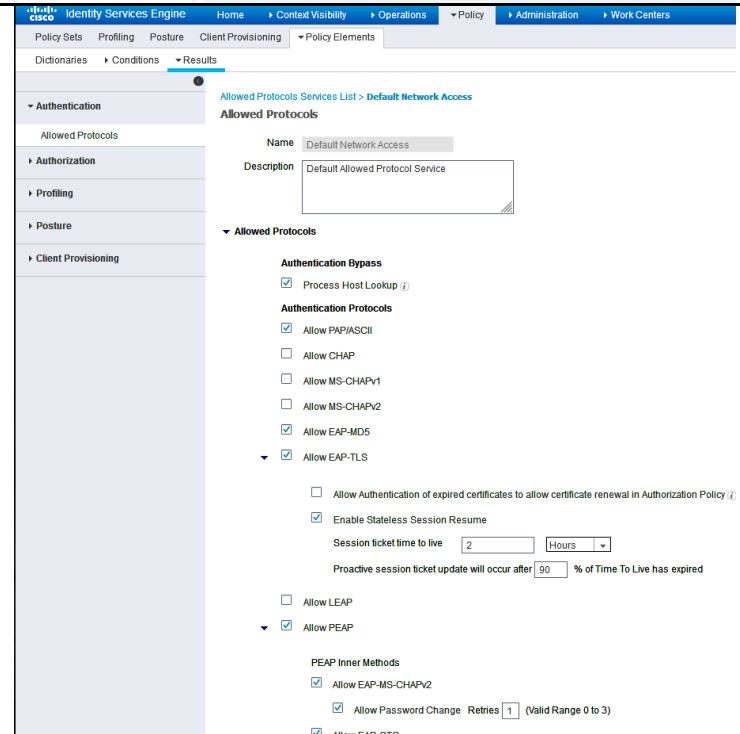 cisco Identity Services Engine Home Context Visibility Operations Policy Administration Work Centers
Policy Sets Profiling Posture Client Provisioning Policy Elements
Dictionaries Conditions Results
Authentication
Allowed Protocols
Authorization
Profiling
Posture
Client Provisioning
Allowed Protocols Services List > Default Network Access
Allowed Protocols
Name Default Network Access
Description Default Allowed Protocol Service
Allowed Protocols
Authentication Bypass
Process Host Lookup i
Authentication Protocols
Allow PAP/ASCII
Allow CHAP
Allow MS-CHAPv1
Allow MS-CHAPv2
Allow EAP-MD5
Allow EAP-TLS
Allow Authentication of expired certificates to allow certificate renewal in Authorization Policy i
Enable Stateless Session Resume
Session ticket time to live 2 Hours
Proactive session ticket update will occur after 90 % of Time To Live has expired
Allow LEAP
Allow PEAP
PEAP Inner Methods
Allow EAP-MS-CHAPv2
Allow Password Change Retries 1 (Valid Range 0 to 3)